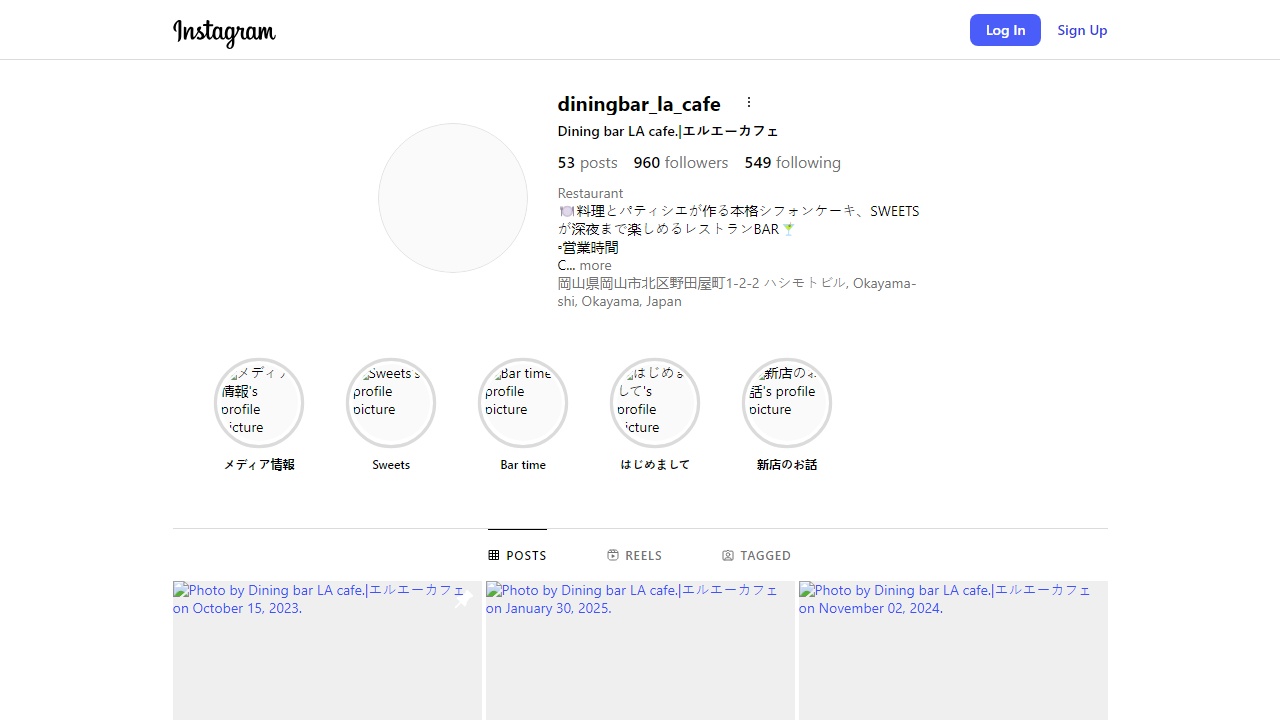 Instagram
Log In
Sign Up
diningbar_la_cafe
Dining bar LA cafe.|エルエーカフェ
53 posts 960 followers 549 following
Restaurant
🍽料理とパティシエが作る本格シフォンケーキ、SWEETS
が深夜まで楽しめるレストランBAR🍸
▫営業時間
C... more
岡山県岡山市北区野田屋町1-2-2 ハシモトビル, Okayama-
shi, Okayama, Japan
メディア
情報's
profile
picture
Sweets's
profile
picture
Bar time
profile
picture
はじめま
して's
profile
picture
新店のお
話's profile
picture
メディア情報
Sweets
Bar time
はじめまして
新店のお話
POSTS
REELS
TAGGED
Photo by Dining bar LA cafe.|エルエーカフェ
on October 15, 2023.
Photo by Dining bar LA cafe.|エルエーカフェ
on January 30, 2025.
Photo by Dining bar LA cafe.|エルエーカフェ
on November 02, 2024.